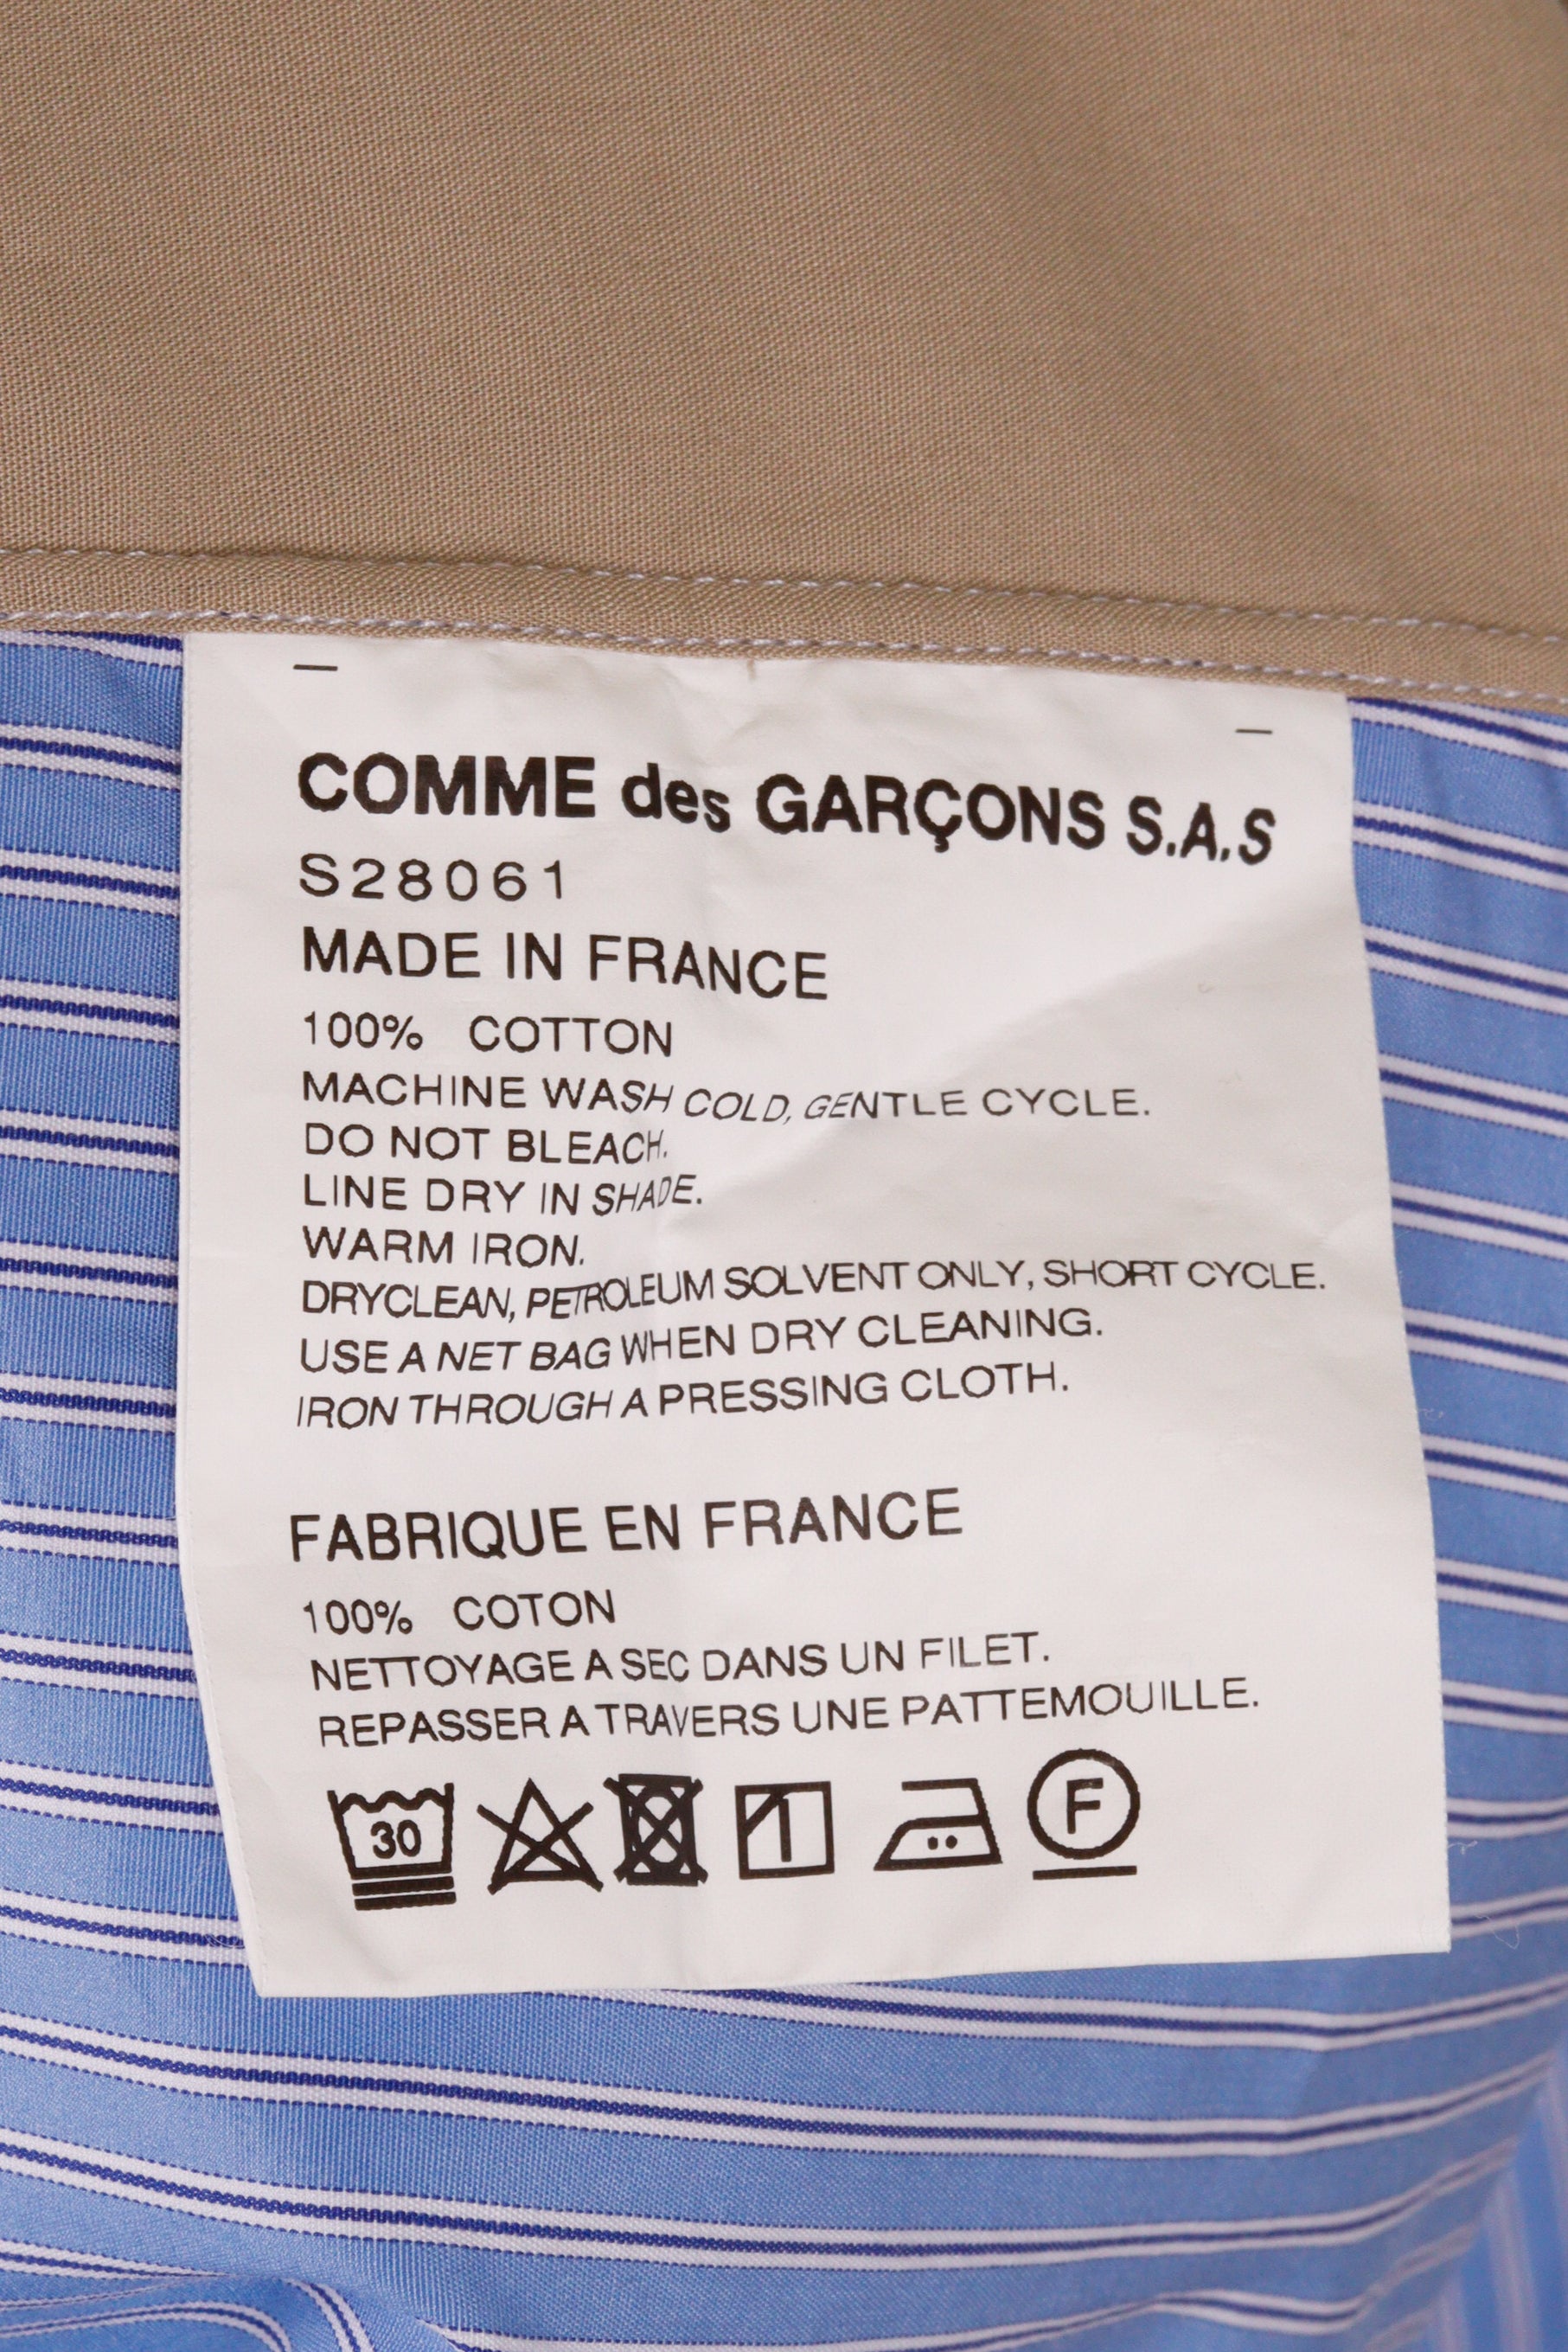 COMME des GARÇONS S.A.S
S28061
MADE IN FRANCE
100% COTTON
MACHINE WASH COLD, GENTLE CYCLE.
DO NOT BLEACH.
LINE DRY IN SHADE.
WARM IRON.
DRYCLEAN, PETROLEUM SOLVENT ONLY, SHORT CYCLE.
USE A NET BAG WHEN DRY CLEANING.
IRON THROUGH A PRESSING CLOTH.
FABRIQUE EN FRANCE
100% COTON
NETTOYAGE A SEC DANS UN FILET.
REPASSER A TRAVERS UNE PATTEMOUILLE.
30 F